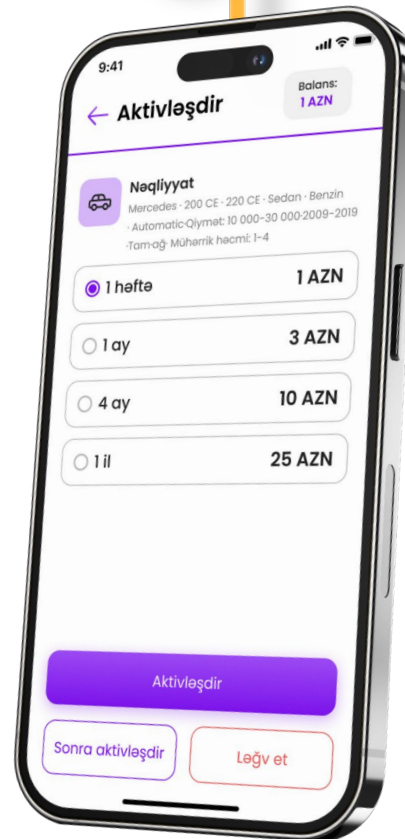 9:41
Aktivləşdir
Balans:
1 AZN
Nəqliyyat
Mercedes · 200 CE · 220 CE · Sedan · Benzin
· Automatic·Qiymət: 10 000-30 000·2009-2019
·Tam·ağ· Mühərrik həcmi: 1-4
1 həftə 1 AZN
1 ay 3 AZN
4 ay 10 AZN
1 il 25 AZN
Aktivləşdir
Sonra aktivləşdir
Ləğv et